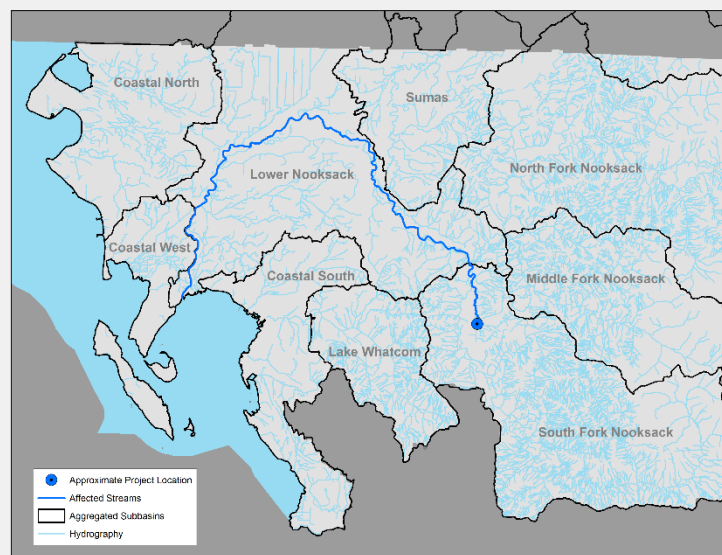 Coastal North
Sumas
North Fork Nooksack
Lower Nooksack
Coastal West
Coastal South
Middle Fork Nooksack
Lake Whatcom
South Fork Nooksack
Approximate Project Location
Affected Streams
Aggregated Subbasins
Hydrography